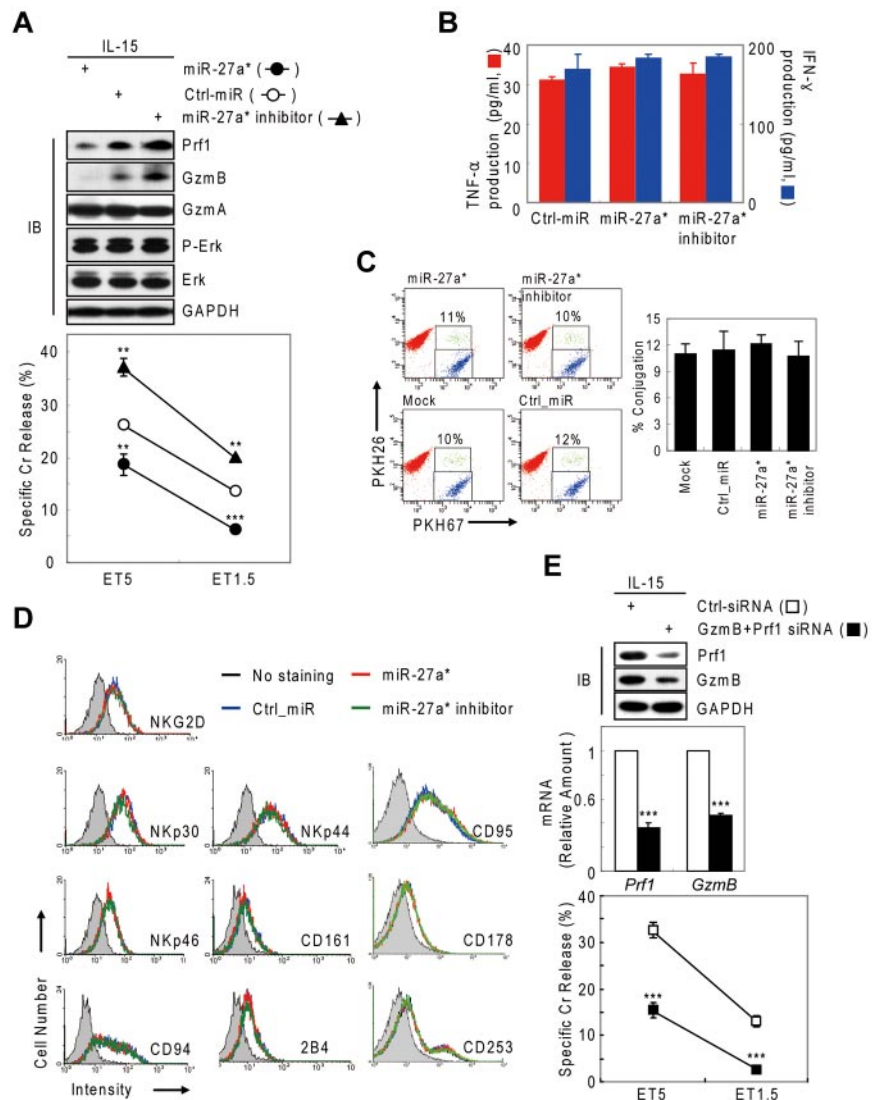 A
IL-15
+ miR-27a* ( )
+ Ctrl-miR ( )
+ miR-27a* inhibitor ( )
IB
Prf1
GzmB
GzmA
P-Erk
Erk
GAPDH
Specific Cr Release (%)
40
30
20
10
0
**
**
**
***
ET5 ET1.5
B
TNF-α production (pg/ml, )
40
30
20
10
0
IFN-ɣ production (pg/ml, )
200
100
0
Ctrl-miR miR-27a* miR-27a* inhibitor
C
miR-27a* miR-27a* inhibitor
11% 10%
Mock Ctrl_miR
10% 12%
PKH26
PKH67
% Conjugation
15
12
9
6
3
0
Mock Ctrl_miR miR-27a* miR-27a* inhibitor
D
No staining miR-27a*
Ctrl_miR miR-27a* inhibitor
NKG2D
NKp30 NKp44 CD95
NKp46 CD161 CD178
CD94 2B4 CD253
Cell Number
Intensity
E
IL-15
+ Ctrl-siRNA ( )
+ GzmB+Prf1 siRNA ( )
IB
Prf1
GzmB
GAPDH
mRNA (Relative Amount)
1
0.6
0
*** ***
Prf1 GzmB
Specific Cr Release (%)
40
30
20
10
0
***
***
ET5 ET1.5